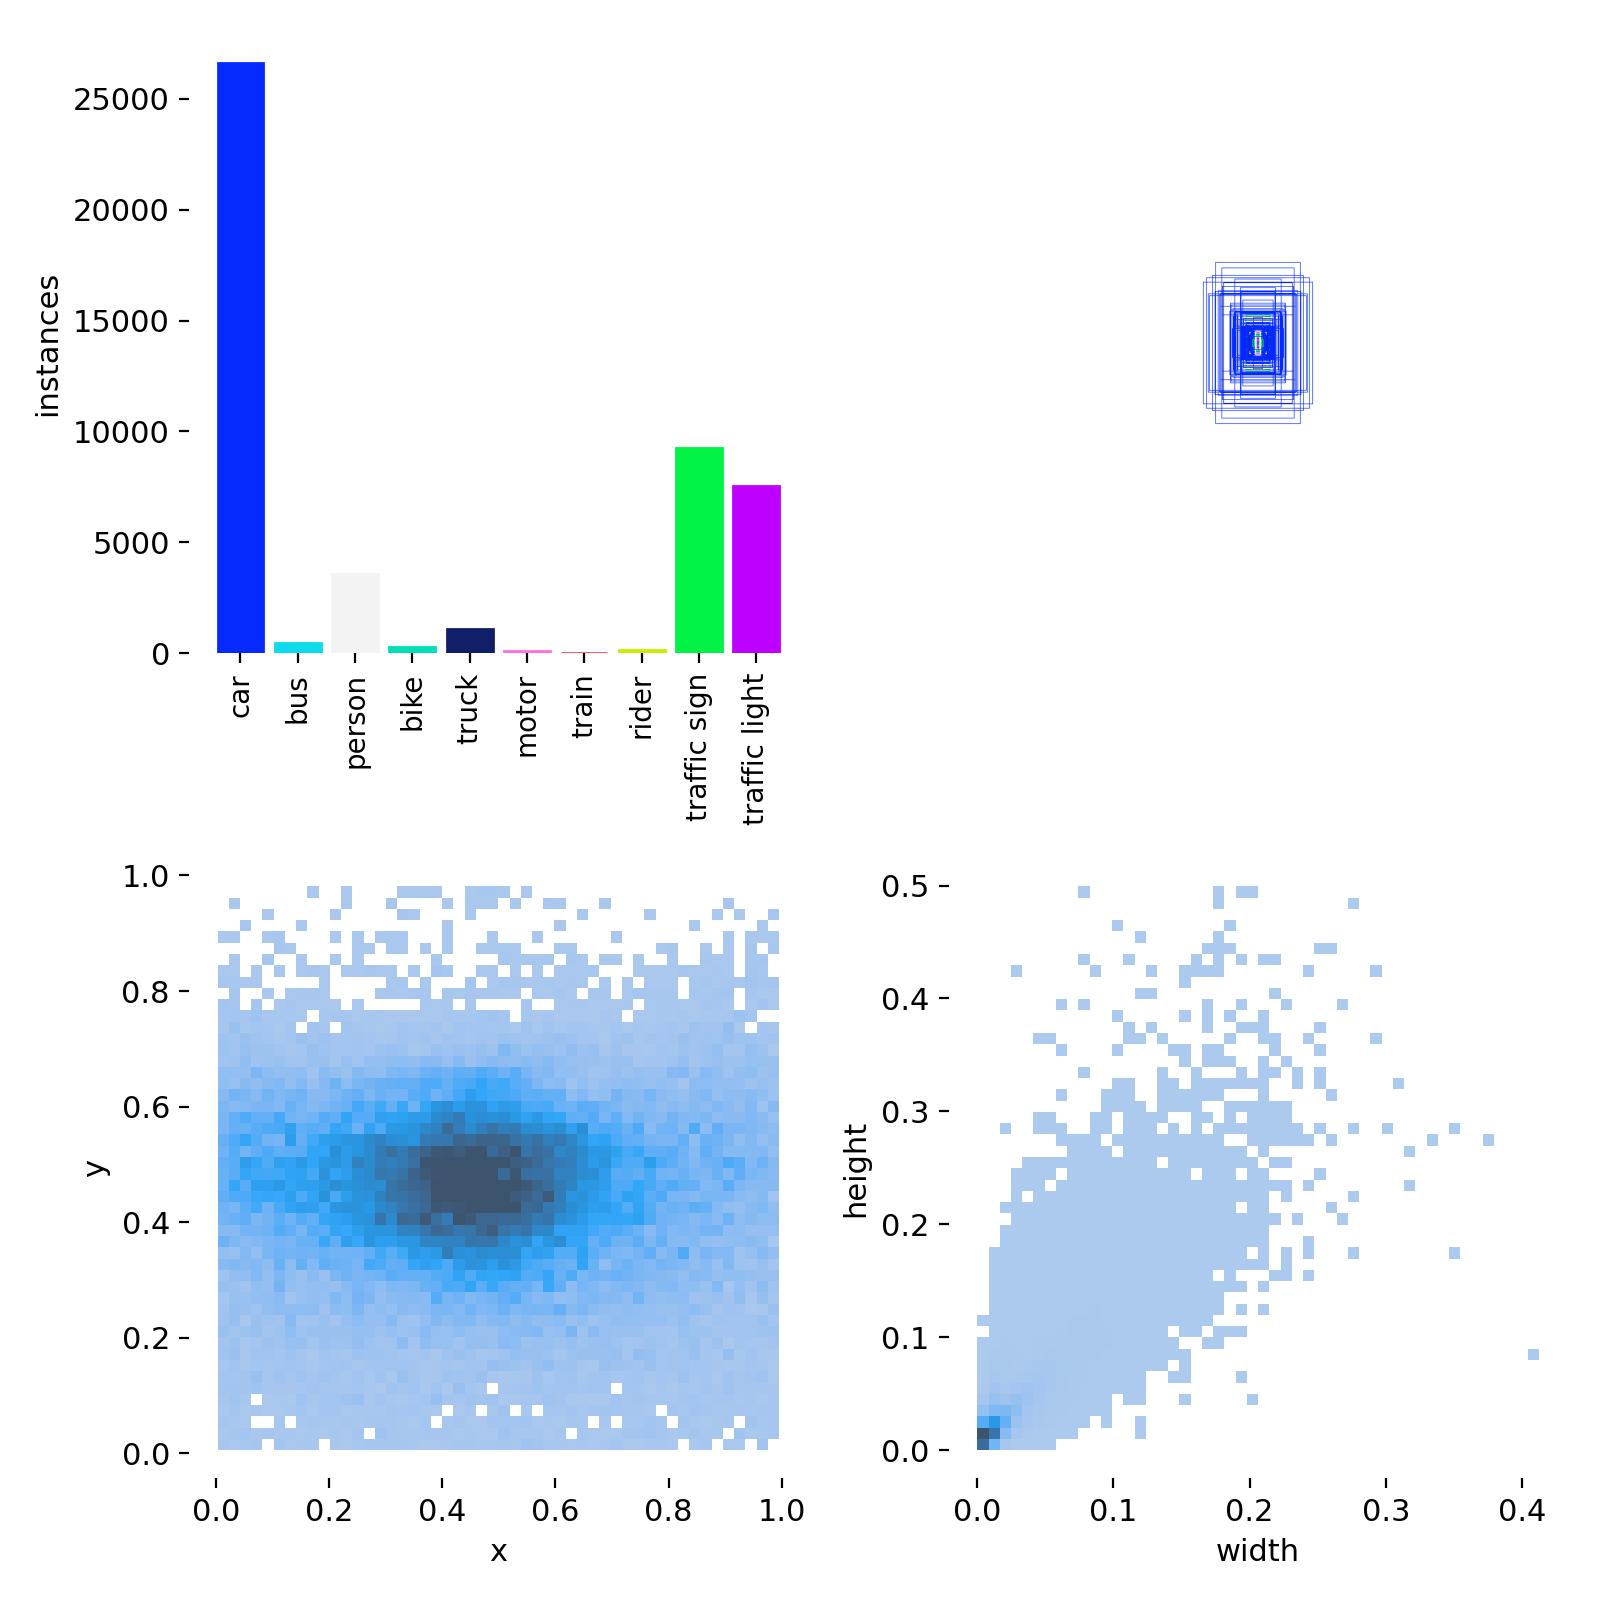 25000
20000
15000
10000
5000
0
instances
car
bus
person
bike
truck
motor
train
rider
traffic sign
traffic light
1.0
0.8
0.6
0.4
0.2
0.0
y
0.0 0.2 0.4 0.6 0.8 1.0
x
0.5
0.4
0.3
0.2
0.1
0.0
height
0.0 0.1 0.2 0.3 0.4
width